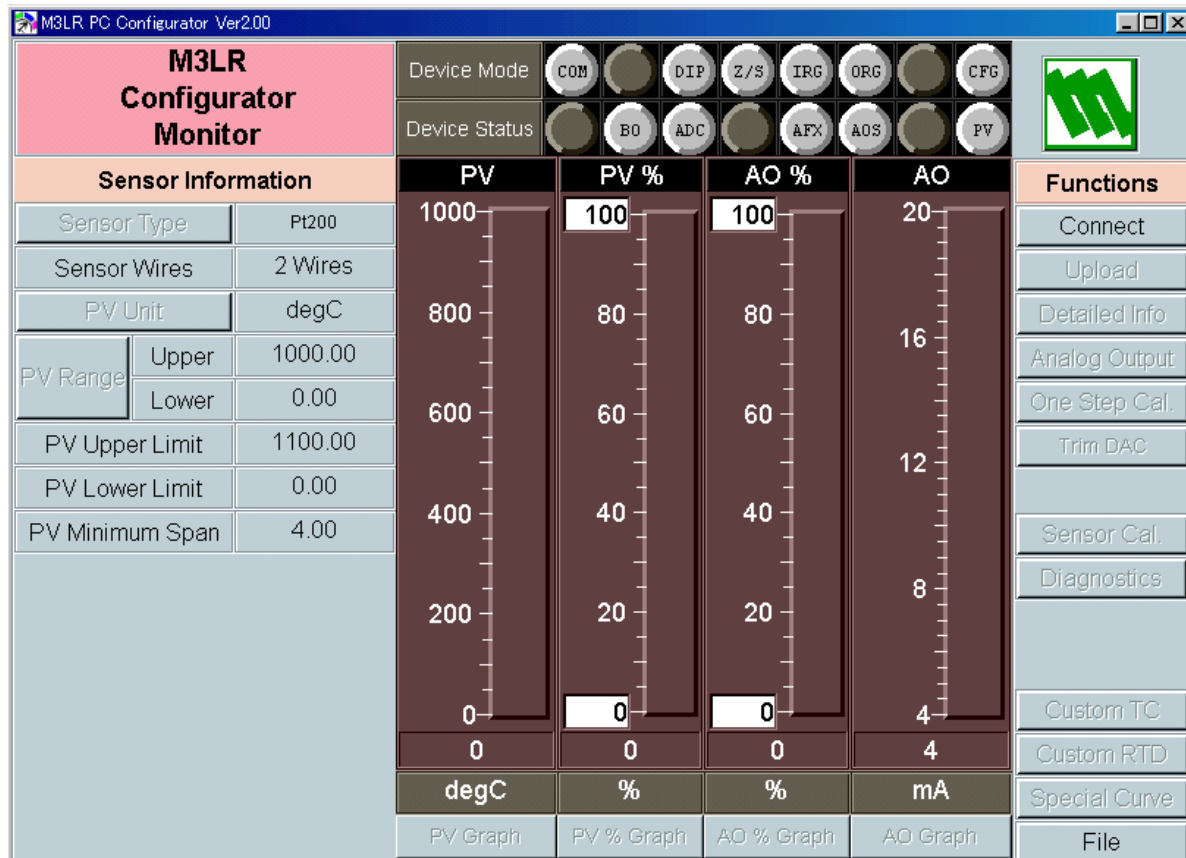 M3LR PC Configurator Ver2.00
M3LR
Configurator
Monitor
Device Mode COM DIP Z/S IRG ORG CFG
Device Status BO ADC AFX AOS PV
Sensor Information
Sensor Type Pt200
Sensor Wires 2 Wires
PV Unit degC
PV Range Upper 1000.00
Lower 0.00
PV Upper Limit 1100.00
PV Lower Limit 0.00
PV Minimum Span 4.00
PV
1000
800
600
400
200
0
0
degC
PV Graph
PV %
100
80
60
40
20
0
0
%
PV % Graph
AO %
100
80
60
40
20
0
0
%
AO % Graph
AO
20
16
12
8
4
4
mA
AO Graph
Functions
Connect
Upload
Detailed Info
Analog Output
One Step Cal.
Trim DAC
Sensor Cal.
Diagnostics
Custom TC
Custom RTD
Special Curve
File